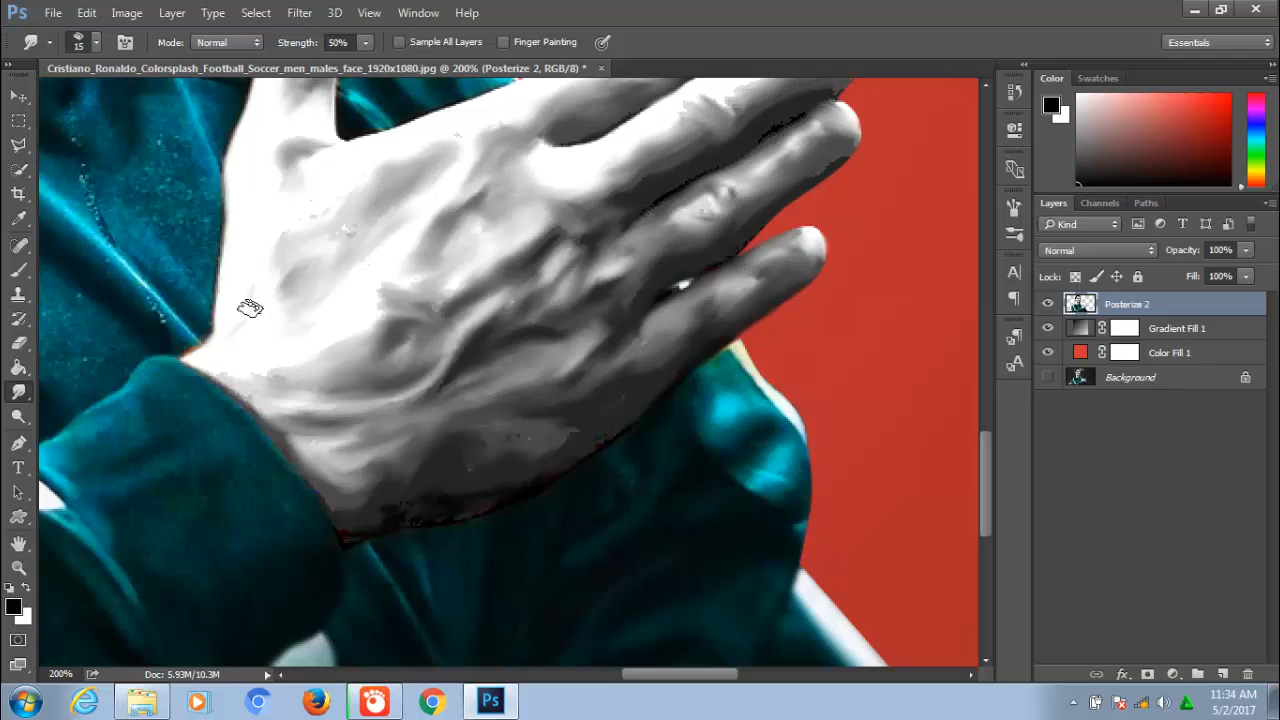 Ps File Edit Image Layer Type Select Filter 3D View Window Help
15 Mode: Normal Strength: 50% Sample All Layers Finger Painting Essentials
Cristiano_Ronaldo_Colorsplash_Football_Soccer_men_males_face_1920x1080.jpg @ 200% (Posterize 2, RGB/8) * ×
Color Swatches
Layers Channels Paths
Kind
Normal Opacity: 100%
Lock: Fill: 100%
Posterize 2
Gradient Fill 1
Color Fill 1
Background
200% Doc: 5.93M/10.3M
Ps
11:34 AM
5/2/2017